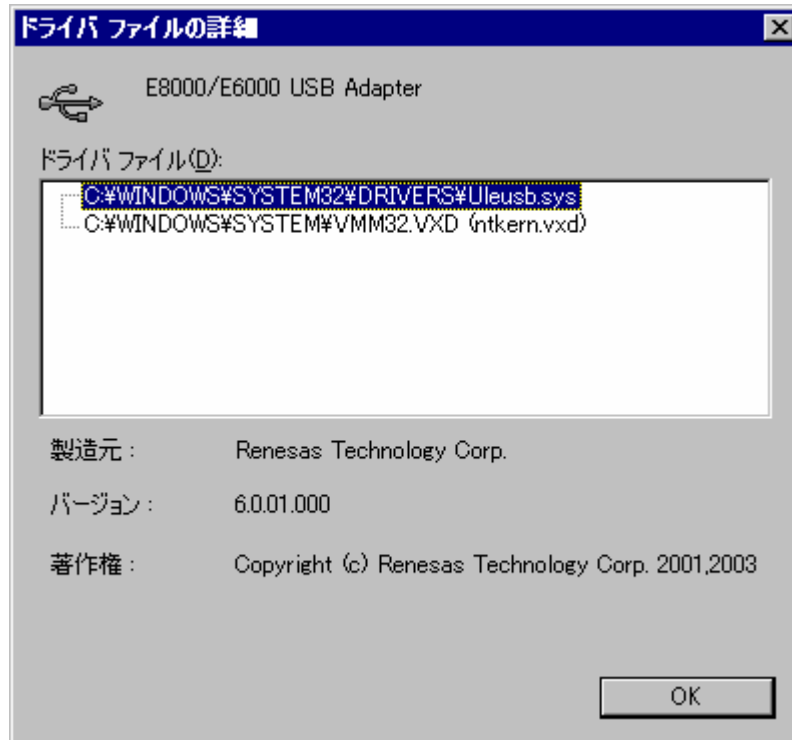 ドライバ ファイルの詳細
E8000/E6000 USB Adapter
ドライバ ファイル(D):
C:¥WINDOWS¥SYSTEM32¥DRIVERS¥Uleusb.sys
C:¥WINDOWS¥SYSTEM¥VMM32.VXD (ntkern.vxd)
製造元 : Renesas Technology Corp.
バージョン : 6.0.01.000
著作権 : Copyright (c) Renesas Technology Corp. 2001,2003
OK